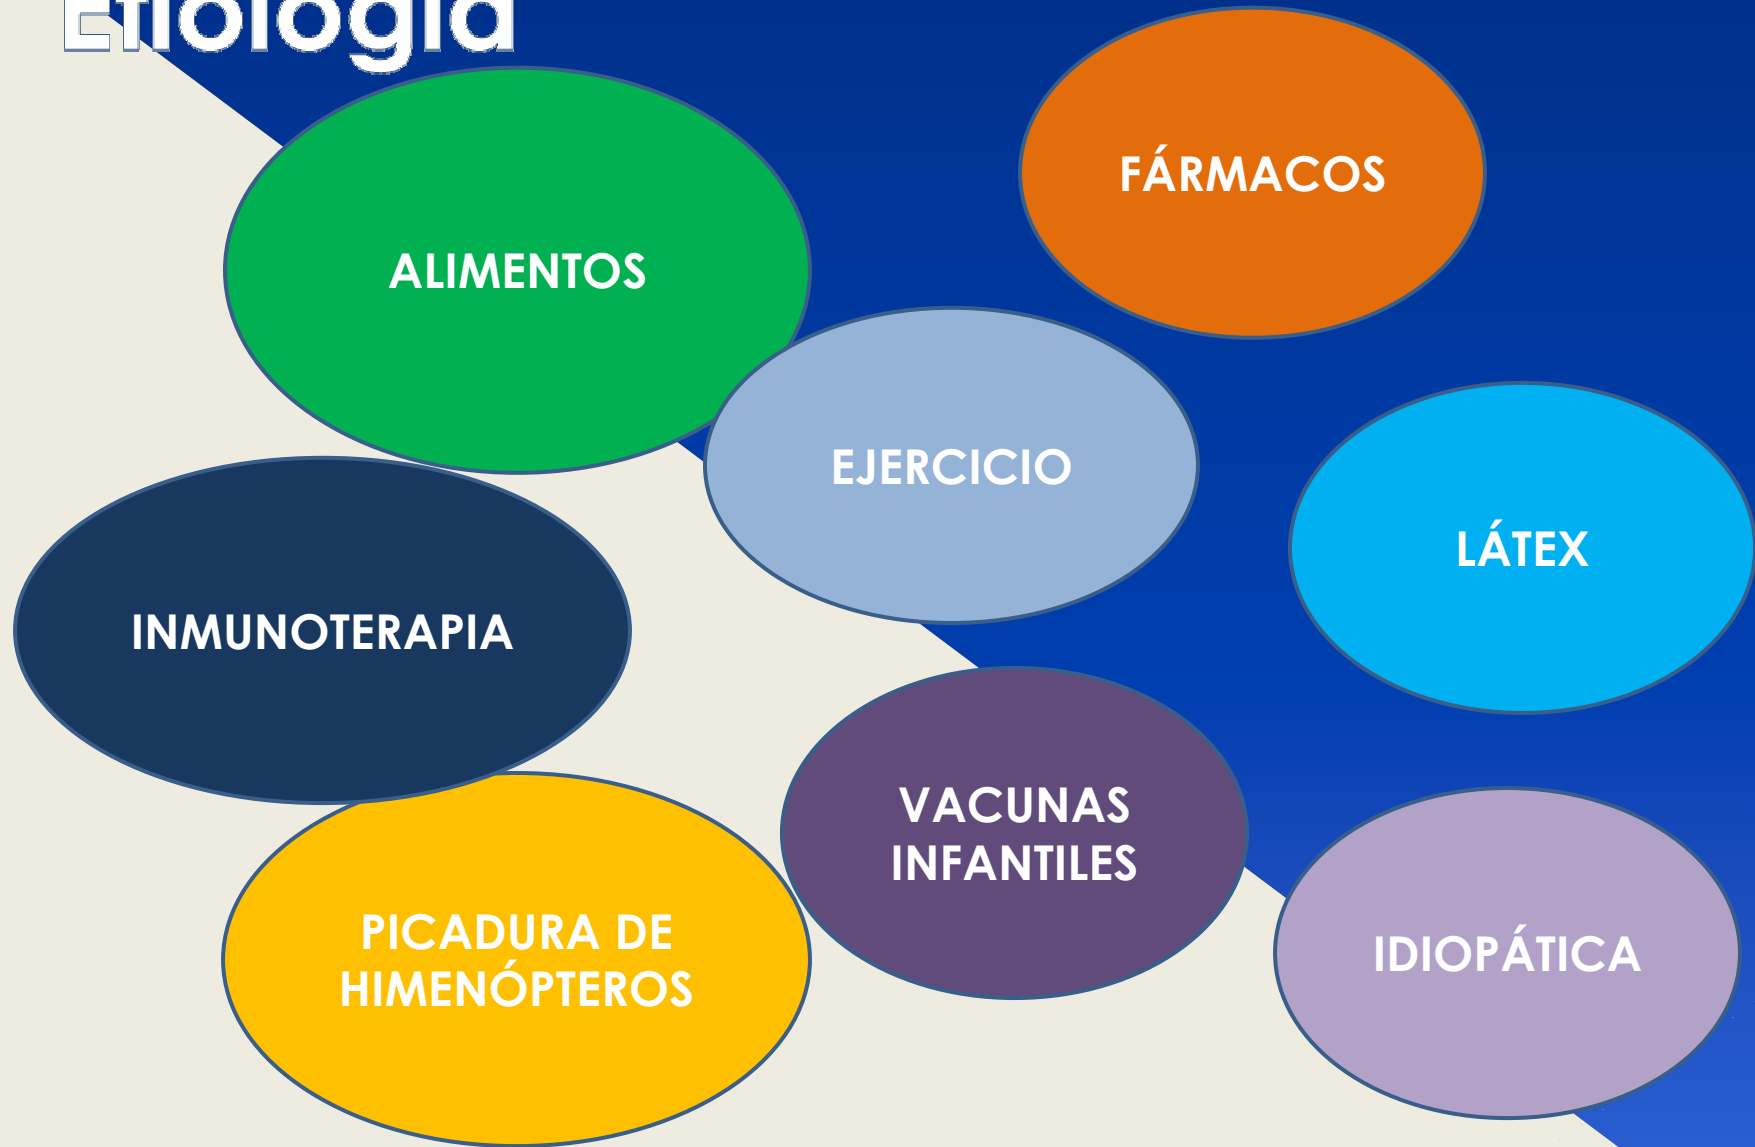 Etiología
FÁRMACOS
ALIMENTOS
EJERCICIO
LÁTEX
INMUNOTERAPIA
VACUNAS
INFANTILES
PICADURA DE
HIMENÓPTEROS
IDIOPÁTICA